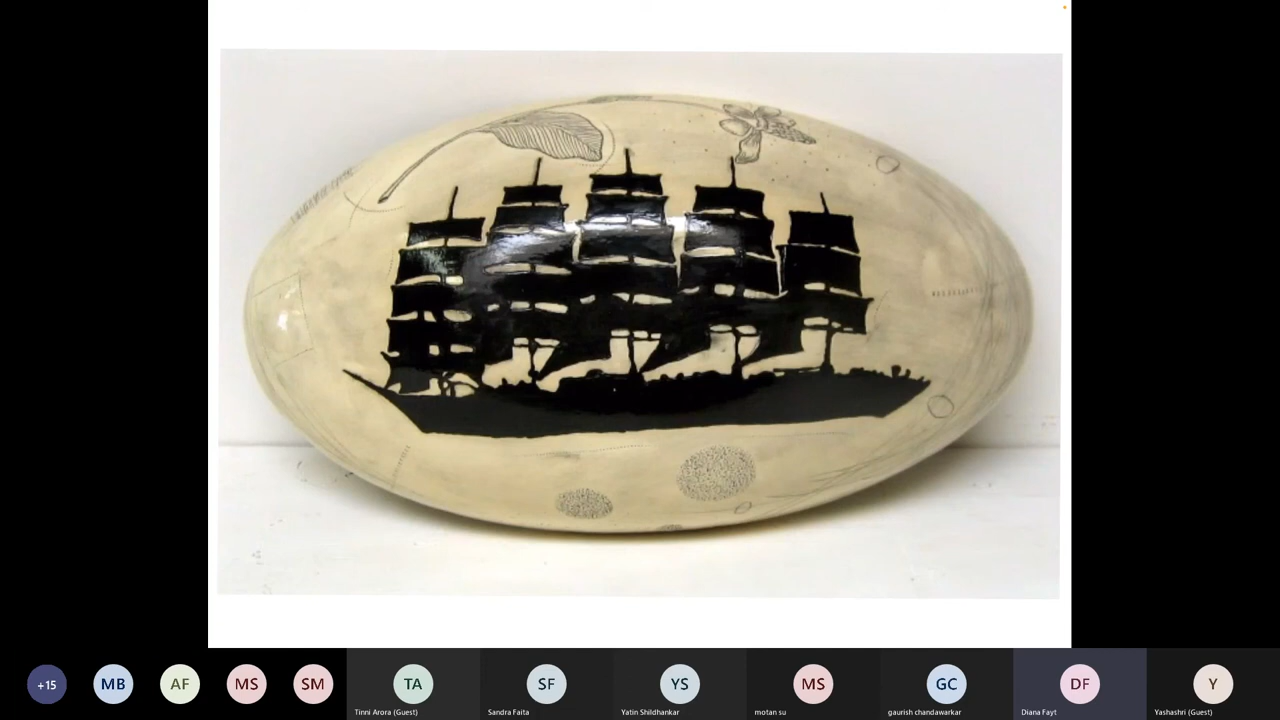 +15
MB
AF
MS
SM
TA
SF
YS
MS
GC
DF
Y
Tinni Arora (Guest)
Sandra Faita
Yatin Shildhankar
motan su
gaurish chandawarkar
Diana Fayt
Yashashri (Guest)